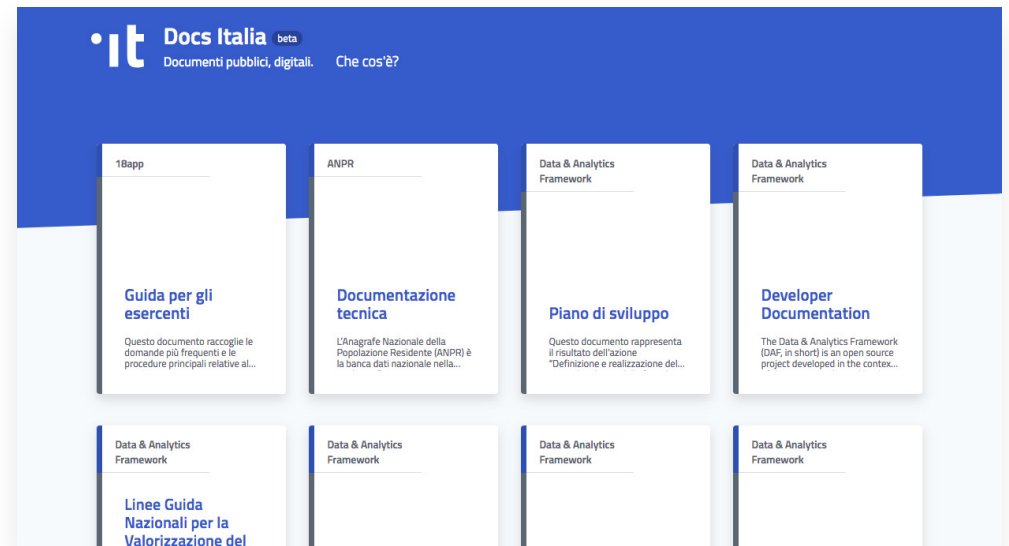 •ıt
Docs Italia beta
Documenti pubblici, digitali. Che cos'è?
18app
Guida per gli
esercenti
Questo documento raccoglie le
domande più frequenti e le
procedure principali relative al...
ANPR
Documentazione
tecnica
L'Anagrafe Nazionale della
Popolazione Residente (ANPR) è
la banca dati nazionale nella...
Data & Analytics
Framework
Piano di sviluppo
Questo documento rappresenta
il risultato dell'azione
"Definizione e realizzazione del...
Data & Analytics
Framework
Developer
Documentation
The Data & Analytics Framework
(DAF, in short) is an open source
project developed in the contex...
Data & Analytics
Framework
Linee Guida
Nazionali per la
Valorizzazione del
Data & Analytics
Framework
Data & Analytics
Framework
Data & Analytics
Framework